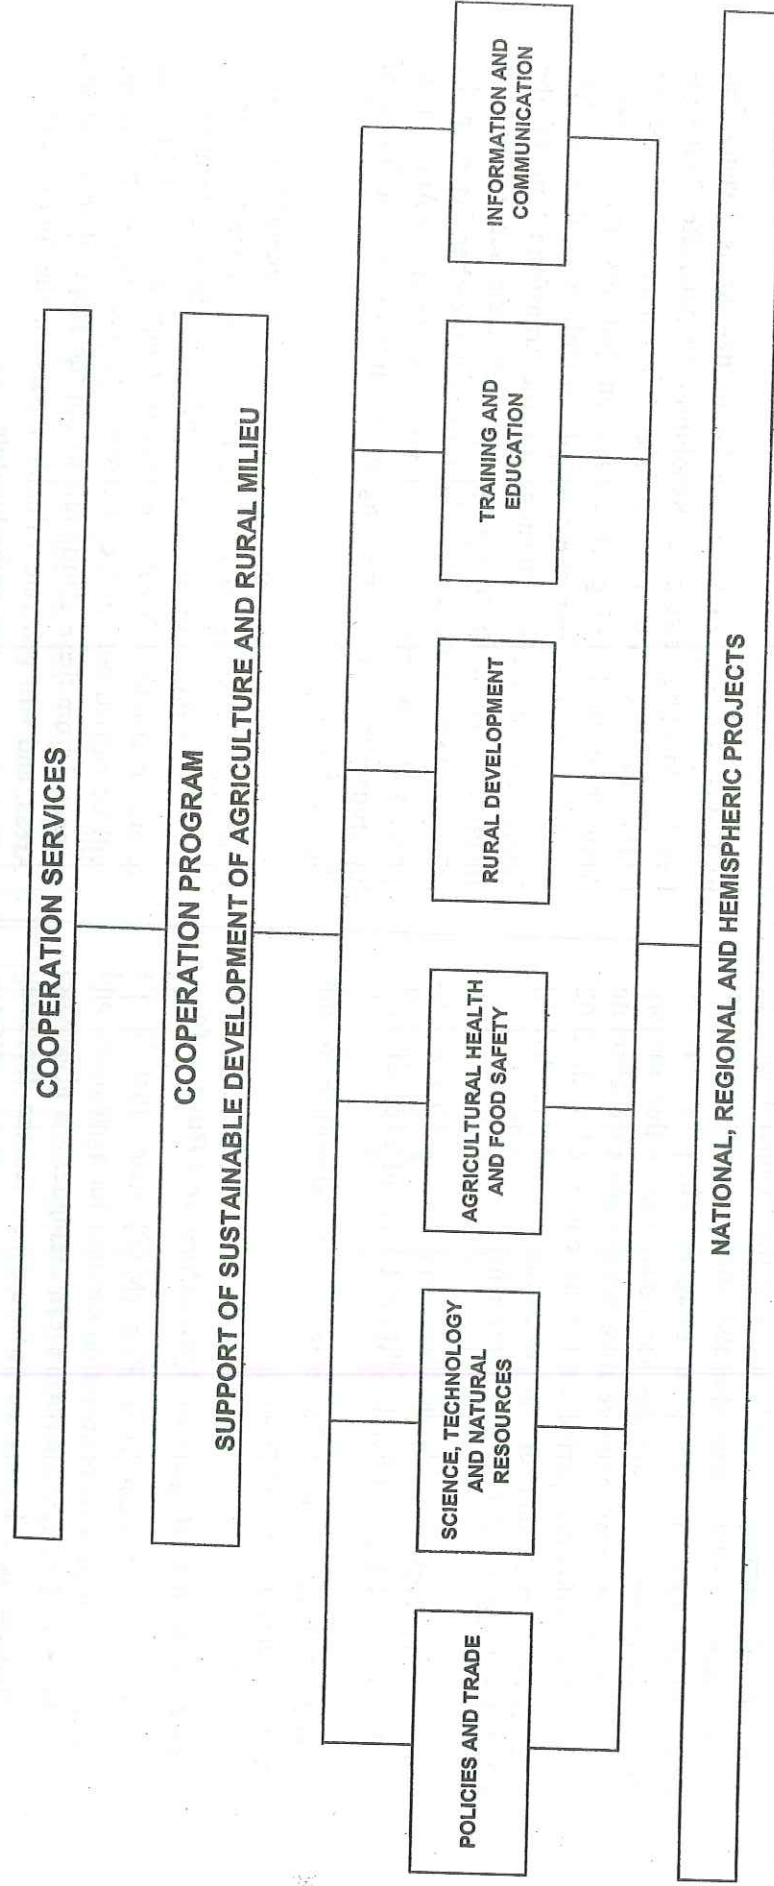 COOPERATION SERVICES
COOPERATION PROGRAM
SUPPORT OF SUSTAINABLE DEVELOPMENT OF AGRICULTURE AND RURAL MILIEU
POLICIES AND TRADE
SCIENCE, TECHNOLOGY
AND NATURAL
RESOURCES
AGRICULTURAL HEALTH
AND FOOD SAFETY
RURAL DEVELOPMENT
TRAINING AND
EDUCATION
INFORMATION AND
COMMUNICATION
NATIONAL, REGIONAL AND HEMISPHERIC PROJECTS